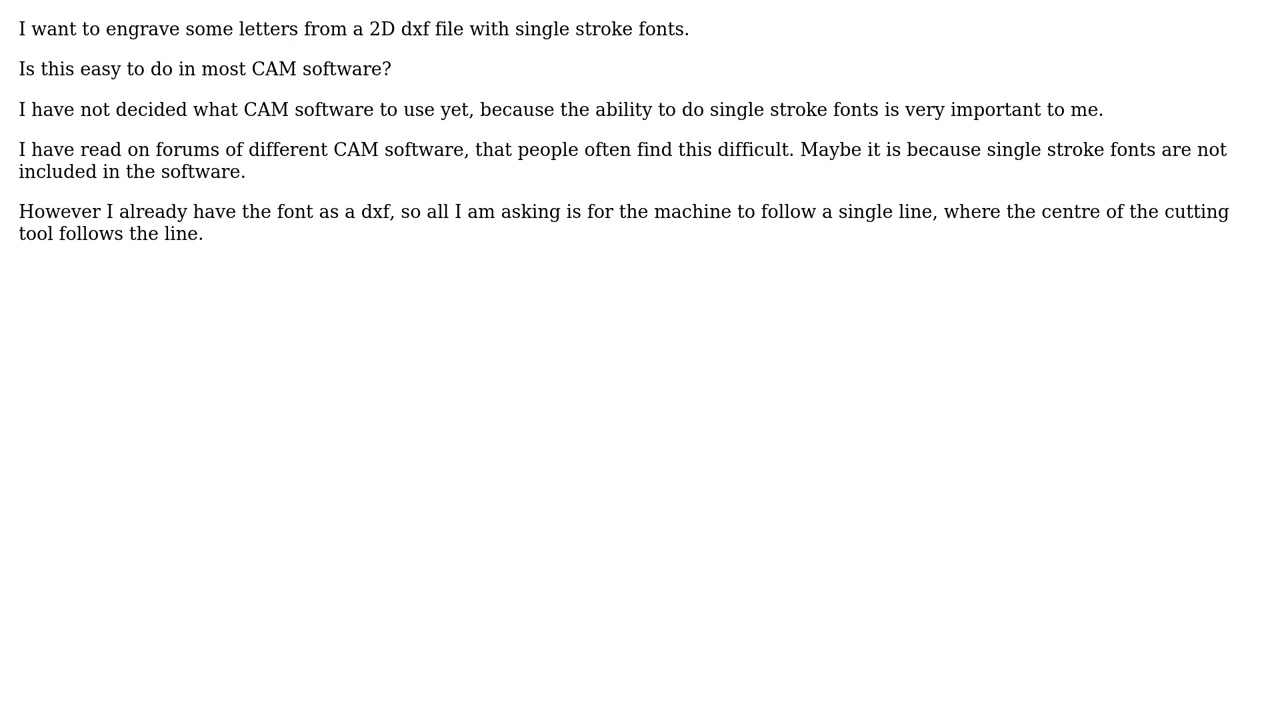 I want to engrave some letters from a 2D dxf file with single stroke fonts.
Is this easy to do in most CAM software?
I have not decided what CAM software to use yet, because the ability to do single stroke fonts is very important to me.
I have read on forums of different CAM software, that people often find this difficult. Maybe it is because single stroke fonts are not
included in the software.
However I already have the font as a dxf, so all I am asking is for the machine to follow a single line, where the centre of the cutting
tool follows the line.